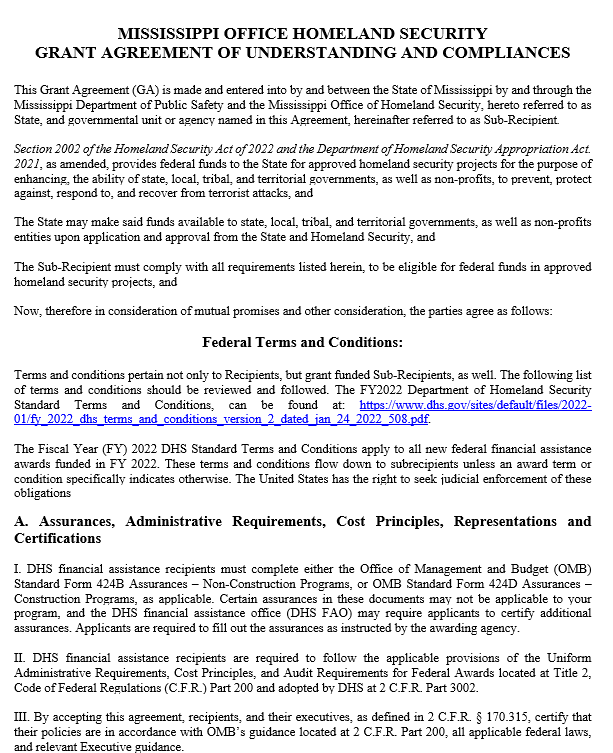 MISSISSIPPI OFFICE HOMELAND SECURITY
GRANT AGREEMENT OF UNDERSTANDING AND COMPLIANCES
This Grant Agreement (GA) is made and entered into by and between the State of Mississippi by and through the
Mississippi Department of Public Safety and the Mississippi Office of Homeland Security, hereto referred to as
State, and governmental unit or agency named in this Agreement, hereinafter referred to as Sub-Recipient.
Section 2002 of the Homeland Security Act of 2022 and the Department of Homeland Security Appropriation Act.
2021, as amended, provides federal funds to the State for approved homeland security projects for the purpose of
enhancing, the ability of state, local, tribal, and territorial governments, as well as non-profits, to prevent, protect
against, respond to, and recover from terrorist attacks, and
The State may make said funds available to state, local, tribal, and territorial governments, as well as non-profits
entities upon application and approval from the State and Homeland Security, and
The Sub-Recipient must comply with all requirements listed herein, to be eligible for federal funds in approved
homeland security projects, and
Now, therefore in consideration of mutual promises and other consideration, the parties agree as follows:
Federal Terms and Conditions:
Terms and conditions pertain not only to Recipients, but grant funded Sub-Recipients, as well. The following list
of terms and conditions should be reviewed and followed. The FY2022 Department of Homeland Security
Standard Terms and Conditions, can be found at: https://www.dhs.gov/sites/default/files/2022-
01/fy_2022_dhs_terms_and_conditions_version_2_dated_jan_24_2022_508.pdf.
The Fiscal Year (FY) 2022 DHS Standard Terms and Conditions apply to all new federal financial assistance
awards funded in FY 2022. These terms and conditions flow down to subrecipients unless an award term or
condition specifically indicates otherwise. The United States has the right to seek judicial enforcement of these
obligations
A. Assurances, Administrative Requirements, Cost Principles, Representations and
Certifications
I. DHS financial assistance recipients must complete either the Office of Management and Budget (OMB)
Standard Form 424B Assurances – Non-Construction Programs, or OMB Standard Form 424D Assurances –
Construction Programs, as applicable. Certain assurances in these documents may not be applicable to your
program, and the DHS financial assistance office (DHS FAO) may require applicants to certify additional
assurances. Applicants are required to fill out the assurances as instructed by the awarding agency.
II. DHS financial assistance recipients are required to follow the applicable provisions of the Uniform
Administrative Requirements, Cost Principles, and Audit Requirements for Federal Awards located at Title 2,
Code of Federal Regulations (C.F.R.) Part 200 and adopted by DHS at 2 C.F.R. Part 3002.
III. By accepting this agreement, recipients, and their executives, as defined in 2 C.F.R. § 170.315, certify that
their policies are in accordance with OMB's guidance located at 2 C.F.R. Part 200, all applicable federal laws,
and relevant Executive guidance.